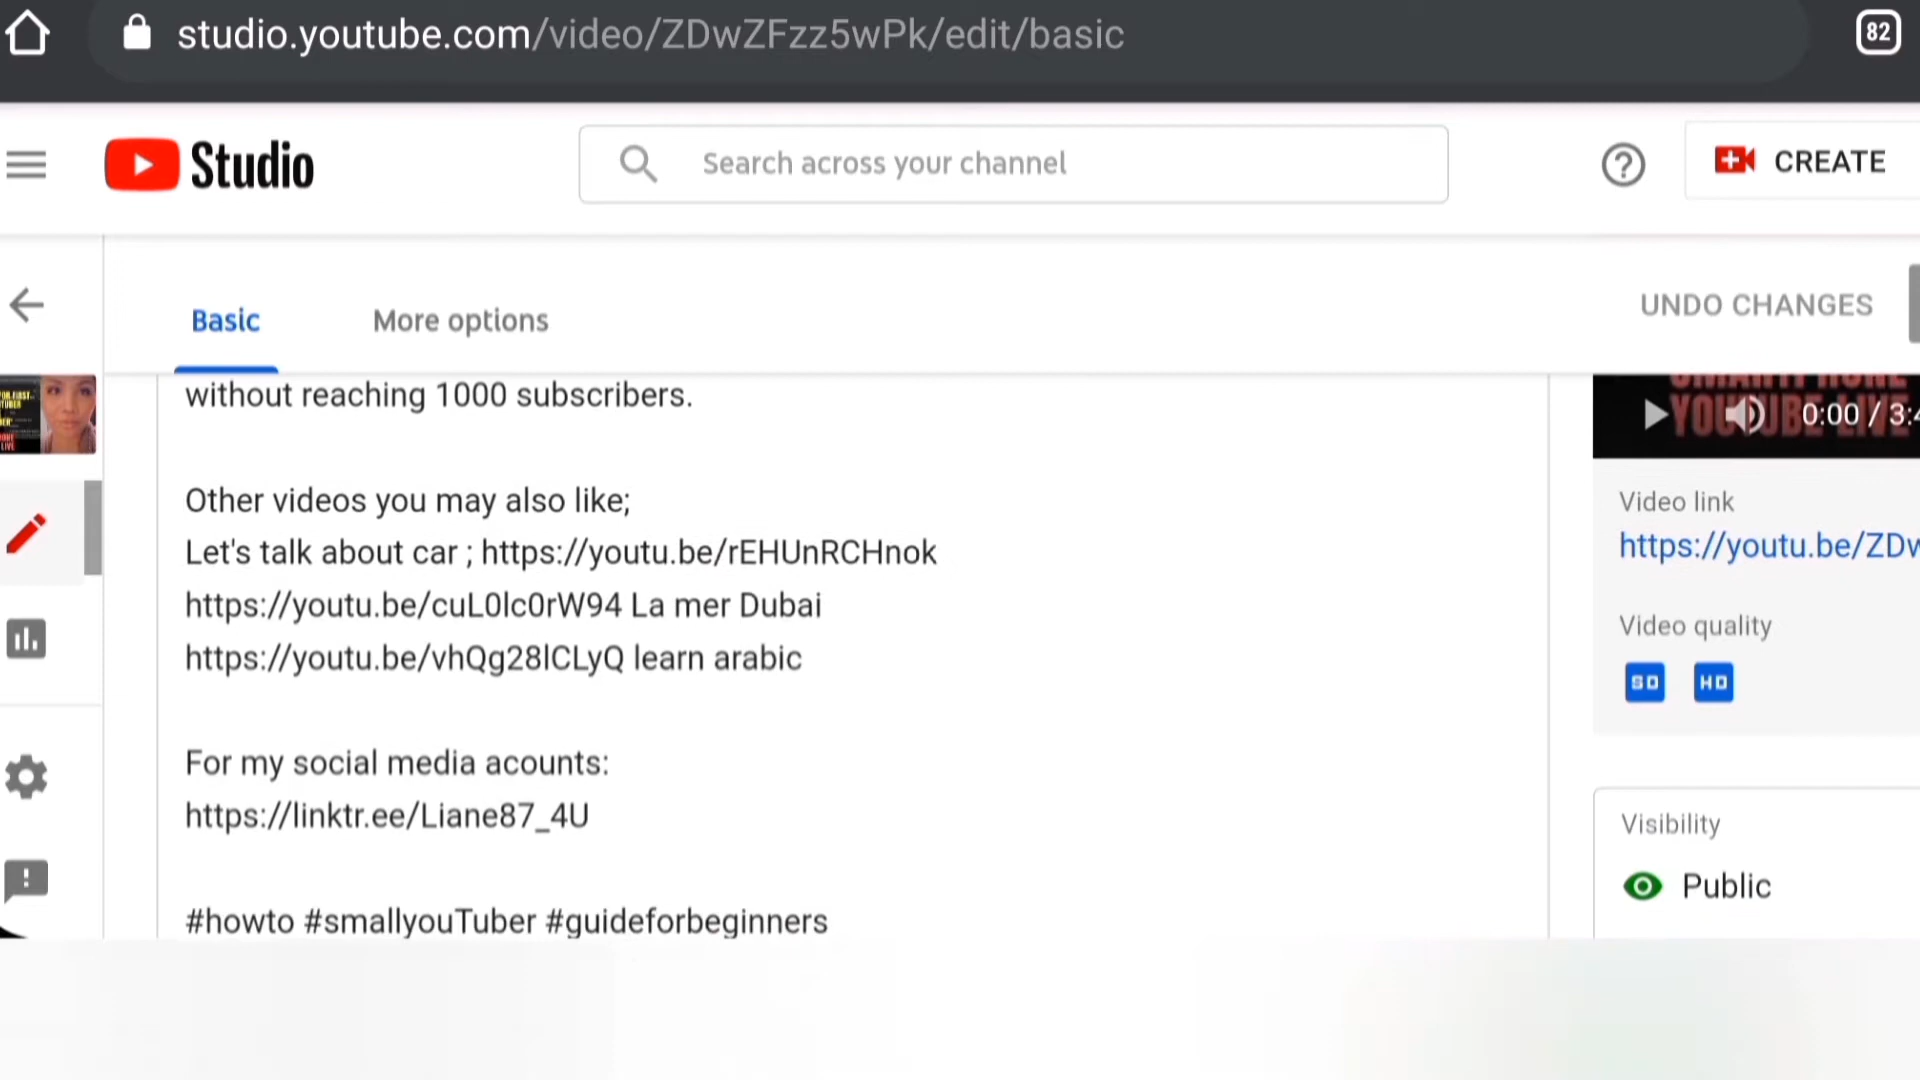 studio.youtube.com/video/ZDwZFzz5wPk/edit/basic
82
Studio
Search across your channel
CREATE
Basic
More options
UNDO CHANGES
without reaching 1000 subscribers.
Other videos you may also like;
Let's talk about car ; https://youtu.be/rEHUnRCHnok
https://youtu.be/cuL0lc0rW94 La mer Dubai
https://youtu.be/vhQg28lCLyQ learn arabic
For my social media acounts:
https://linktr.ee/Liane87_4U
#howto #smallyouTuber #guideforbeginners
YOUTUBE LIVE
0:00 / 3:4
Video link
https://youtu.be/ZDw
Video quality
SD HD
Visibility
Public